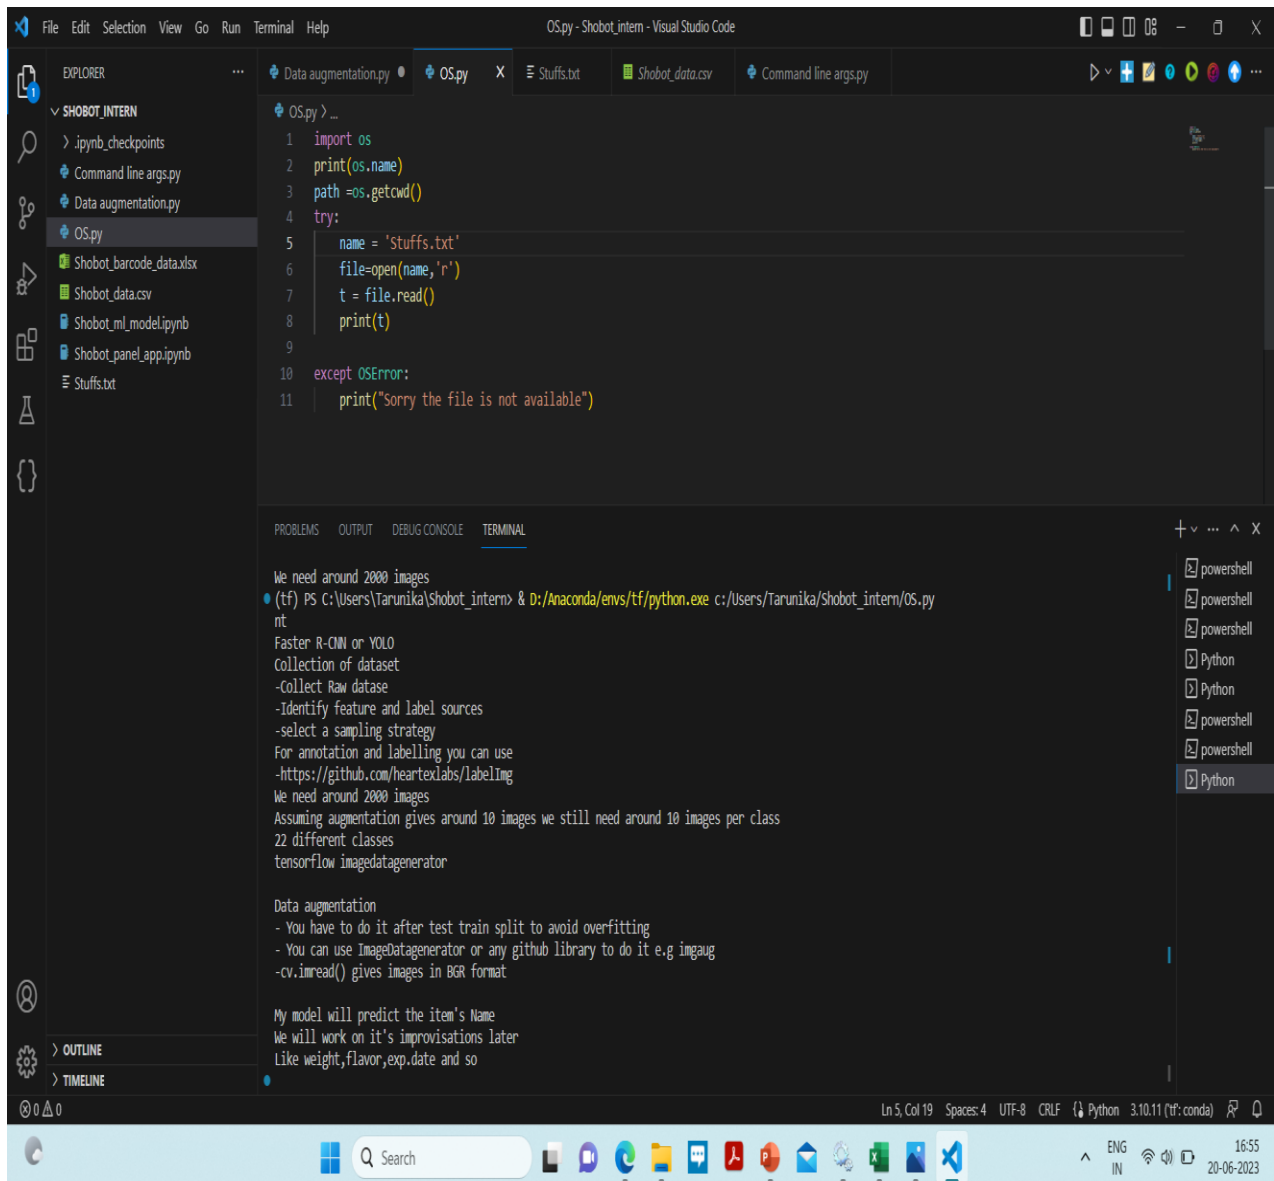 File Edit Selection View Go Run Terminal Help
OS.py - Shobot_intern - Visual Studio Code
EXPLORER
SHOBOT_INTERN
.ipynb_checkpoints
Command line args.py
Data augmentation.py
OS.py
Shobot_barcode_data.xlsx
Shobot_data.csv
Shobot_ml_model.ipynb
Shobot_panel_app.ipynb
Stuffs.txt
OUTLINE
TIMELINE
Data augmentation.py OS.py X Stuffs.txt Shobot_data.csv Command line args.py
OS.py > ...
1 import os
2 print(os.name)
3 path =os.getcwd()
4 try:
5 name = 'Stuffs.txt'
6 file=open(name,'r')
7 t = file.read()
8 print(t)
9
10 except OSError:
11 print("Sorry the file is not available")
PROBLEMS OUTPUT DEBUG CONSOLE TERMINAL
We need around 2000 images
(tf) PS C:\Users\Tarunika\Shobot_intern> & D:/Anaconda/envs/tf/python.exe c:/Users/Tarunika/Shobot_intern/OS.py
nt
Faster R-CNN or YOLO
Collection of dataset
-Collect Raw datase
-Identify feature and label sources
-select a sampling strategy
For annotation and labelling you can use
-https://github.com/heartexlabs/labelImg
We need around 2000 images
Assuming augmentation gives around 10 images we still need around 10 images per class
22 different classes
tensorflow imagedatagenerator
Data augmentation
- You have to do it after test train split to avoid overfitting
- You can use ImageDatagenerator or any github library to do it e.g imgaug
-cv.imread() gives images in BGR format
My model will predict the item's Name
We will work on it's improvisations later
Like weight,flavor,exp.date and so
powershell
powershell
powershell
Python
Python
powershell
powershell
Python
0 0
Ln 5, Col 19 Spaces: 4 UTF-8 CRLF Python 3.10.11 ('tf': conda)
Search
ENG
IN
16:55
20-06-2023